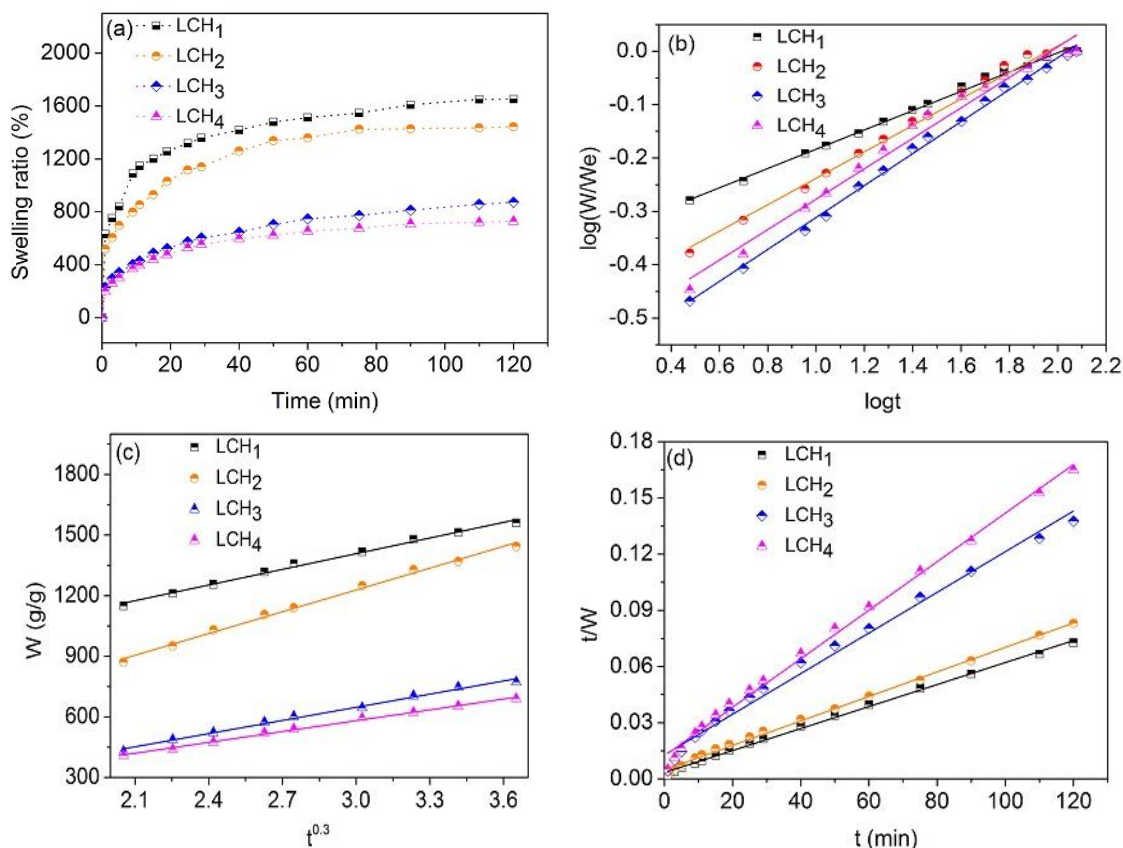 (a)
LCH1
LCH2
LCH3
LCH4
2000
1600
1200
800
400
0
Swelling ratio (%)
0 20 40 60 80 100 120
Time (min)
(b)
LCH1
LCH2
LCH3
LCH4
0.0
-0.1
-0.2
-0.3
-0.4
-0.5
log(W/We)
0.4 0.6 0.8 1.0 1.2 1.4 1.6 1.8 2.0 2.2
logt
(c)
LCH1
LCH2
LCH3
LCH4
1800
1500
1200
900
600
300
W (g/g)
2.1 2.4 2.7 3.0 3.3 3.6
t^0.3
(d)
LCH1
LCH2
LCH3
LCH4
0.18
0.15
0.12
0.09
0.06
0.03
0.00
t/W
0 20 40 60 80 100 120
t (min)